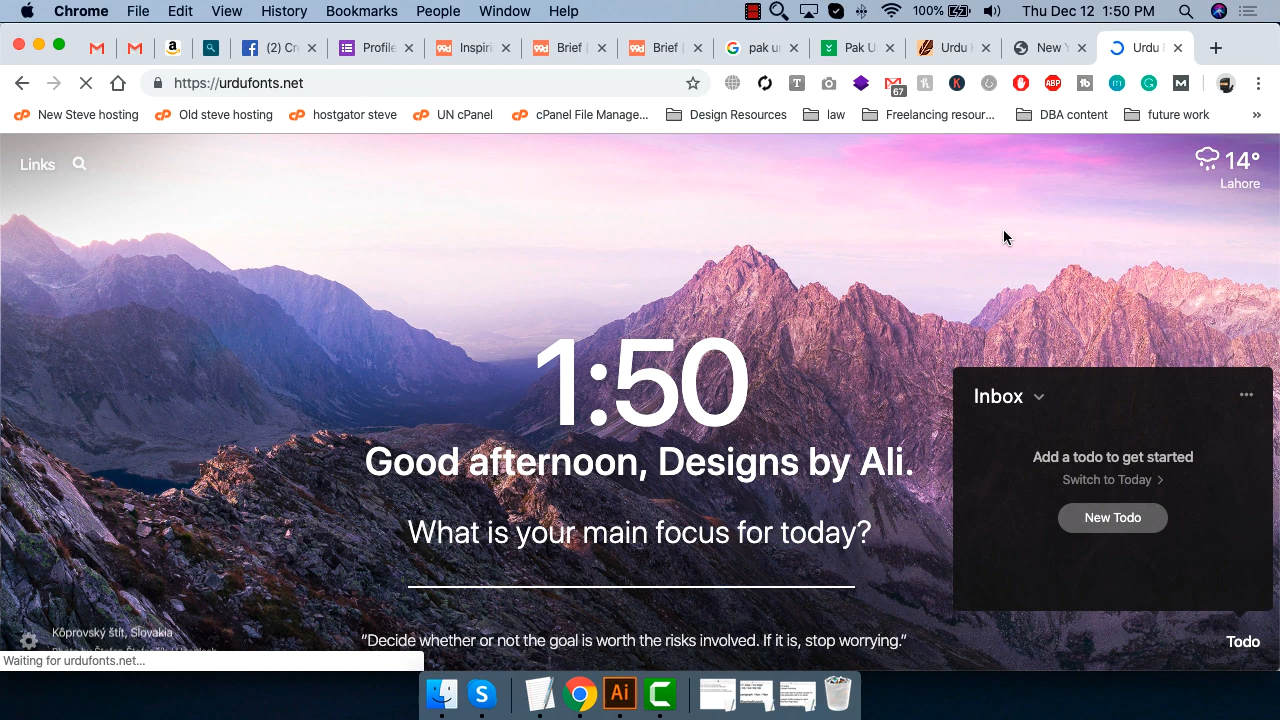 Chrome File Edit View History Bookmarks People Window Help 100% Thu Dec 12 1:50 PM
(2) Cr Profile Inspiri Brief Brief pak u Pak U Urdu New Urdu
https://urdufonts.net 67 ABP
New Steve hosting Old steve hosting hostgator steve UN cPanel cPanel File Manage... Design Resources law Freelancing resour... DBA content future work »
Links 14°
Lahore
1:50
Good afternoon, Designs by Ali.
What is your main focus for today?
Inbox
Add a todo to get started
Switch to Today
New Todo
Kôprovský štít, Slovakia
“Decide whether or not the goal is worth the risks involved. If it is, stop worrying.”
Todo
Waiting for urdufonts.net...
Ai